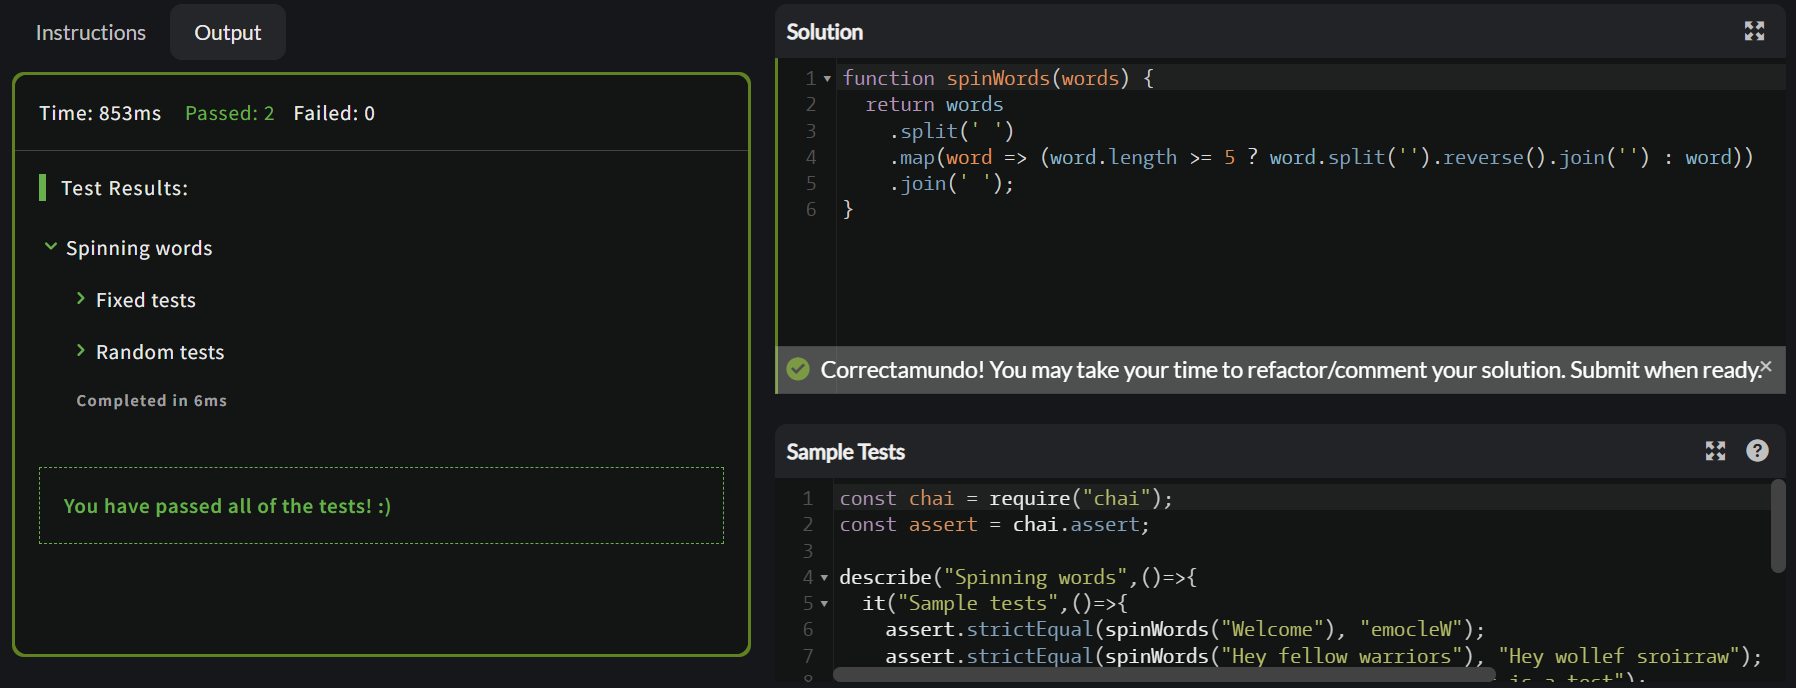 Instructions
Output
Time: 853ms Passed: 2 Failed: 0
Test Results:
Spinning words
Fixed tests
Random tests
Completed in 6ms
You have passed all of the tests! :)
Solution
1 function spinWords(words) {
2 return words
3 .split(' ')
4 .map(word => (word.length >= 5 ? word.split('').reverse().join('') : word))
5 .join(' ');
6 }
Correctamundo! You may take your time to refactor/comment your solution. Submit when ready.
Sample Tests
1 const chai = require("chai");
2 const assert = chai.assert;
3
4 describe("Spinning words",()=>{
5 it("Sample tests",()=>{
6 assert.strictEqual(spinWords("Welcome"), "emocleW");
7 assert.strictEqual(spinWords("Hey fellow warriors"), "Hey wollef sroirraw");
8 is a test");